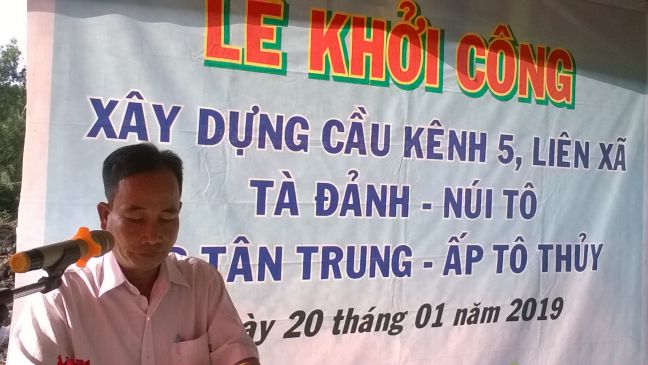 LỄ KHỞI CÔNG
XÂY DỰNG CẦU KÊNH 5, LIÊN XÃ
TÀ ĐẢNH - NÚI TÔ
TÂN TRUNG - ẤP TÔ THỦY
20 tháng 01 năm 2019